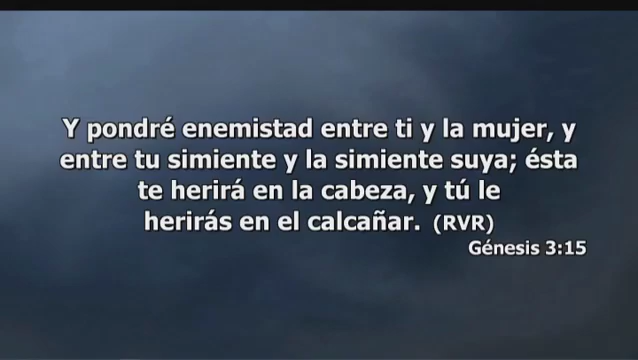 Y pondré enemistad entre ti y la mujer, y
entre tu simiente y la simiente suya; ésta
te herirá en la cabeza, y tú le
herirás en el calcañar. (RVR)
Génesis 3:15